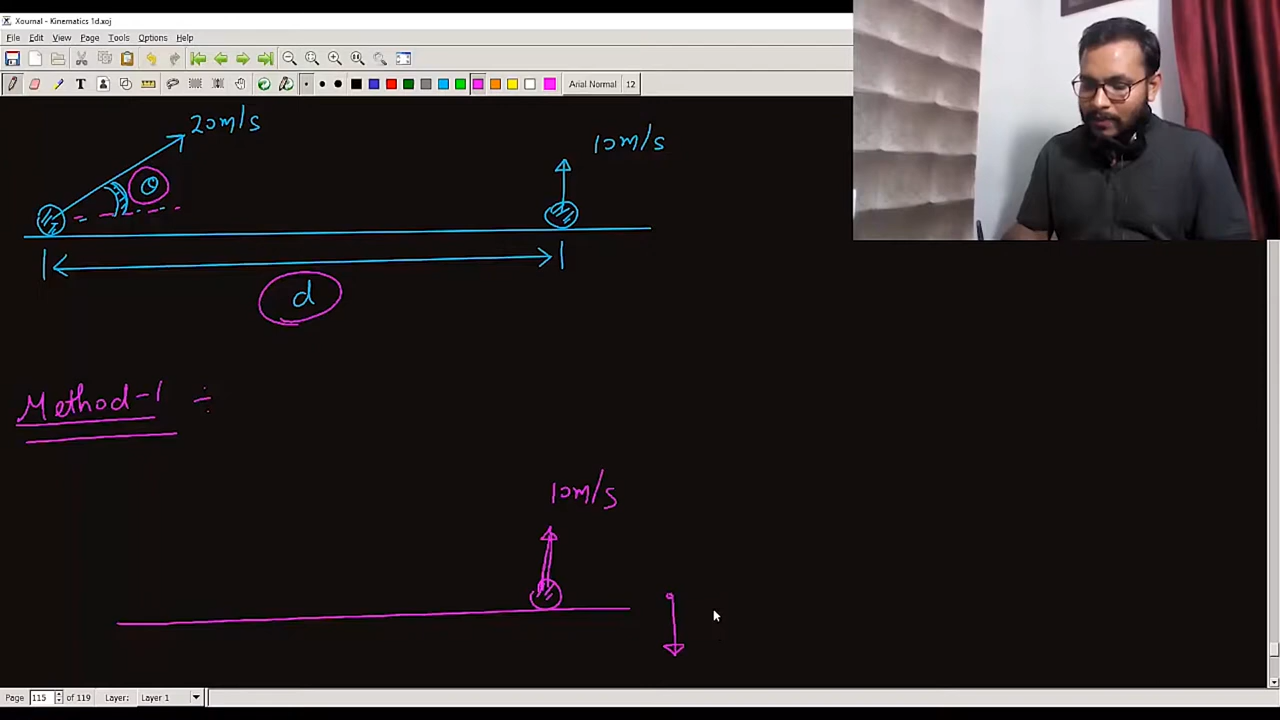 Xournal - Kinematics 1d.xoj
File Edit View Page Tools Options Help
T Arial Normal 12
20m/s
10m/s
θ
d
Method-1 ÷
10m/s
Page 115 of 119 Layer: Layer 1